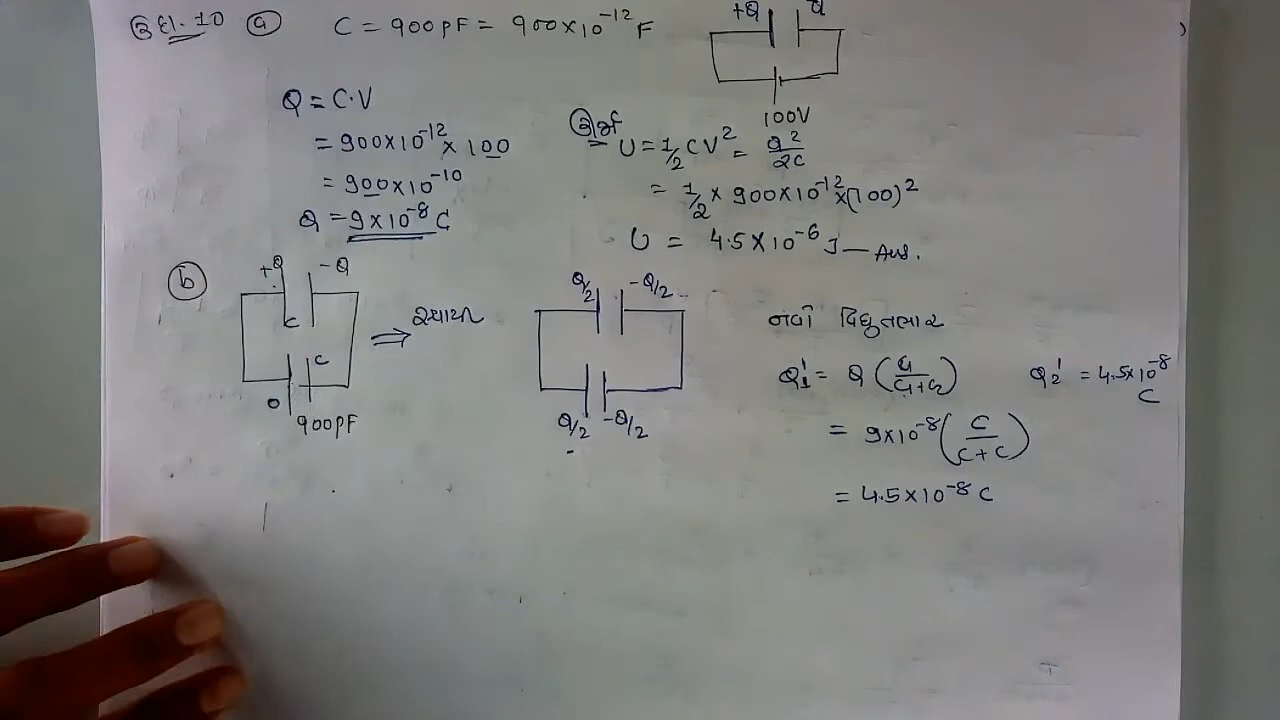 ઉદા. 10 (a) C = 900 pF = 900×10⁻¹² F
+Q
100V
Q = C·V
= 900×10⁻¹² × 100
= 900×10⁻¹⁰
Q = 9×10⁻⁸ C
ઊર્જા
U = 1/2 CV² = Q²/2C
= 1/2 × 900×10⁻¹² × (100)²
U = 4.5×10⁻⁶ J — Ans.
(b)
+Q -Q
C
C
0
900pF
⇒
Q/2 -Q/2
Q/2 -Q/2
નવો વિદ્યુતભાર
Q₁' = Q (C₁/C₁+C₂) Q₂' = 4.5×10⁻⁸ C
= 9×10⁻⁸ (C/C+C)
= 4.5×10⁻⁸ C